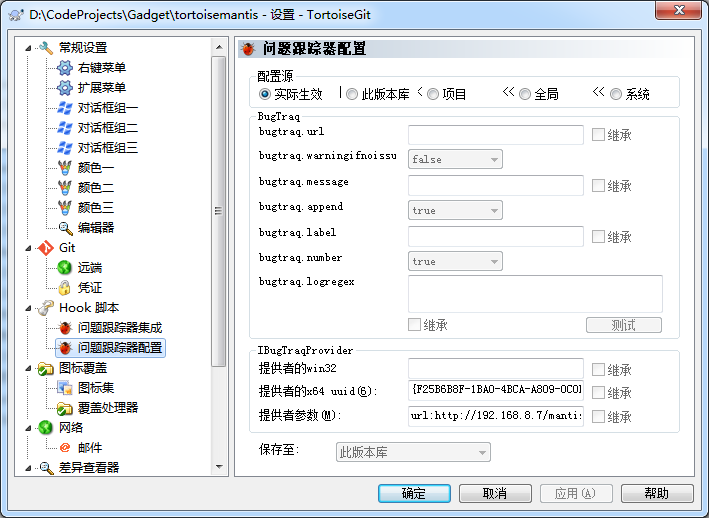 D:\CodeProjects\Gadget\tortoisemantis - 设置 - TortoiseGit
常规设置
右键菜单
扩展菜单
对话框组一
对话框组二
对话框组三
颜色一
颜色二
颜色三
编辑器
Git
远端
凭证
Hook 脚本
问题跟踪器集成
问题跟踪器配置
图标覆盖
图标集
覆盖处理器
网络
邮件
差异查看器
问题跟踪器配置
配置源
实际生效 | 此版本库 < 项目 << 全局 << 系统
BugTraq
bugtraq.url 继承
bugtraq.warningifnoissu false
bugtraq.message 继承
bugtraq.append true
bugtraq.label 继承
bugtraq.number true
bugtraq.logregex
继承 测试
IBugTraqProvider
提供者的win32 继承
提供者的x64 uuid(6): {F25B6B8F-1BA0-4BCA-A809-0C0 继承
提供者参数(M): url:http://192.168.8.7/mantis 继承
保存至: 此版本库
确定 取消 应用(A) 帮助